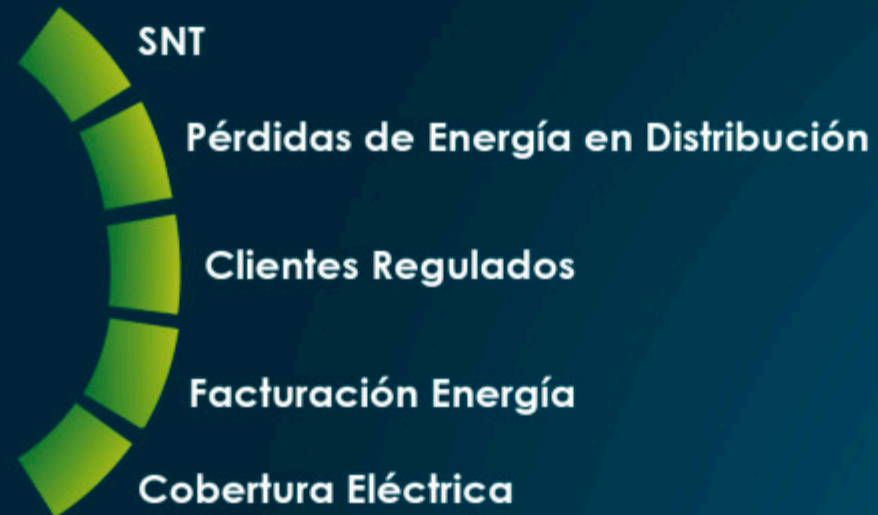 SNT
Pérdidas de Energía en Distribución
Clientes Regulados
Facturación Energía
Cobertura Eléctrica